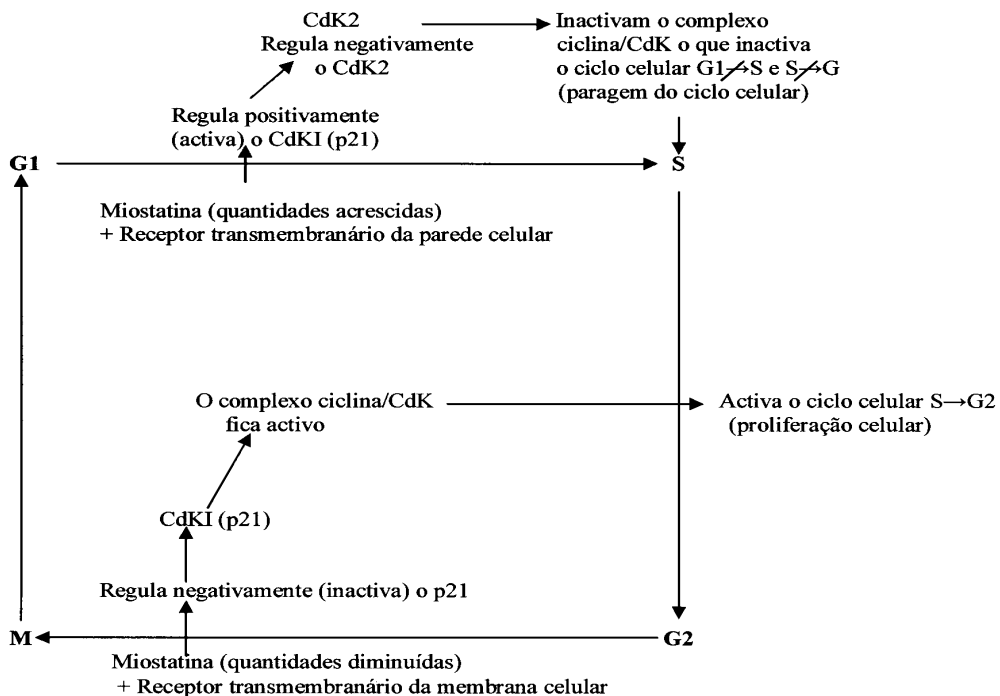 CdK2
Regula negativamente
o CdK2
Inactivam o complexo
ciclina/CdK o que inactiva
o ciclo celular G1→S e S→G
(paragem do ciclo celular)
Regula positivamente
(activa) o CdKI (p21)
G1
S
Miostatina (quantidades acrescidas)
+ Receptor transmembranário da parede celular
O complexo ciclina/CdK
fica activo
Activa o ciclo celular S→G2
(proliferação celular)
CdKI (p21)
Regula negativamente (inactiva) o p21
M
G2
Miostatina (quantidades diminuídas)
+ Receptor transmembranário da membrana celular